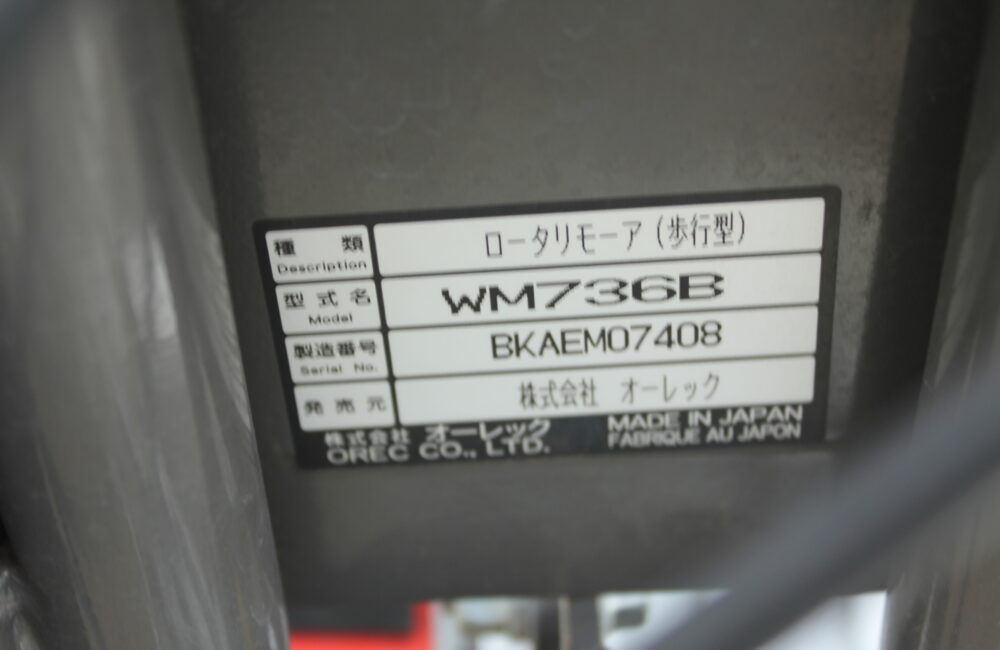 種類 ロータリモーア(歩行型)
Description
型式名 WM736B
Model
製造番号 BKAEM07408
Serial No.
発売元 株式会社 オーレック
株式会社 オーレック MADE IN JAPAN
OREC CO., LTD. FABRIQUE AU JAPON